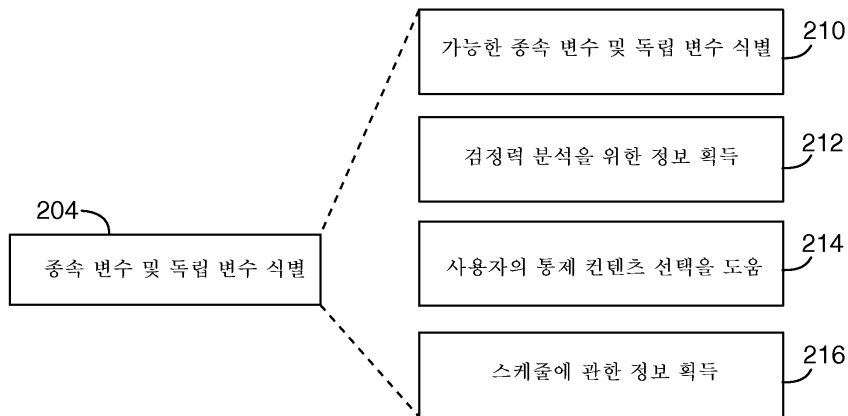 가능한 종속 변수 및 독립 변수 식별
210
검정력 분석을 위한 정보 획득
212
204
종속 변수 및 독립 변수 식별
사용자의 통제 컨텐츠 선택을 도움
214
스케줄에 관한 정보 획득
216